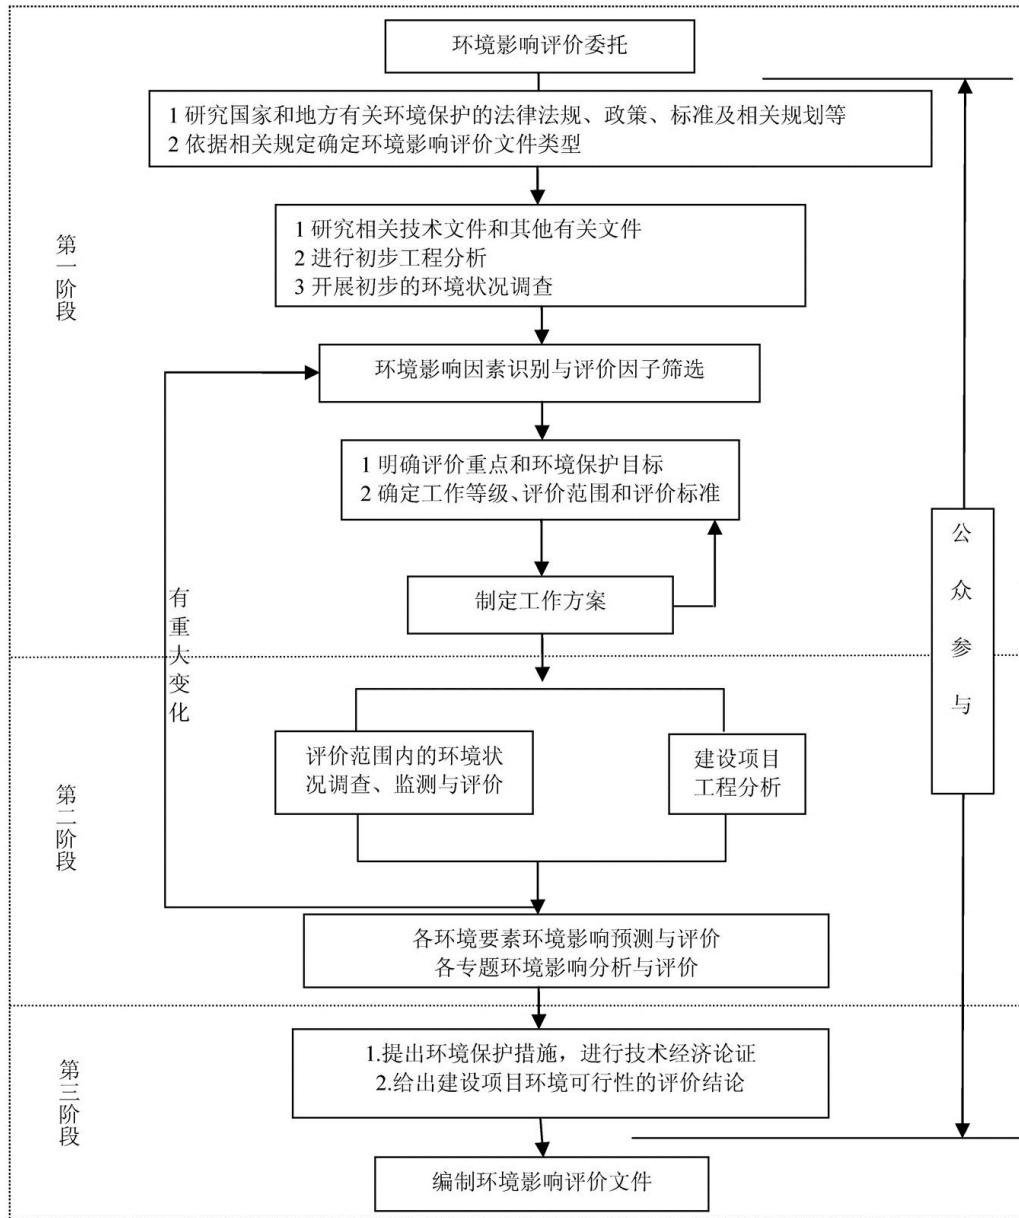 环境影响评价委托
1 研究国家和地方有关环境保护的法律法规、政策、标准及相关规划等
2 依据相关规定确定环境影响评价文件类型
第一阶段
1 研究相关技术文件和其他有关文件
2 进行初步工程分析
3 开展初步的环境状况调查
环境影响因素识别与评价因子筛选
1 明确评价重点和环境保护目标
2 确定工作等级、评价范围和评价标准
制定工作方案
有重大变化
公众参与
第二阶段
评价范围内的环境状
况调查、监测与评价
建设项目
工程分析
各环境要素环境影响预测与评价
各专题环境影响分析与评价
第三阶段
1.提出环境保护措施，进行技术经济论证
2.给出建设项目环境可行性的评价结论
编制环境影响评价文件